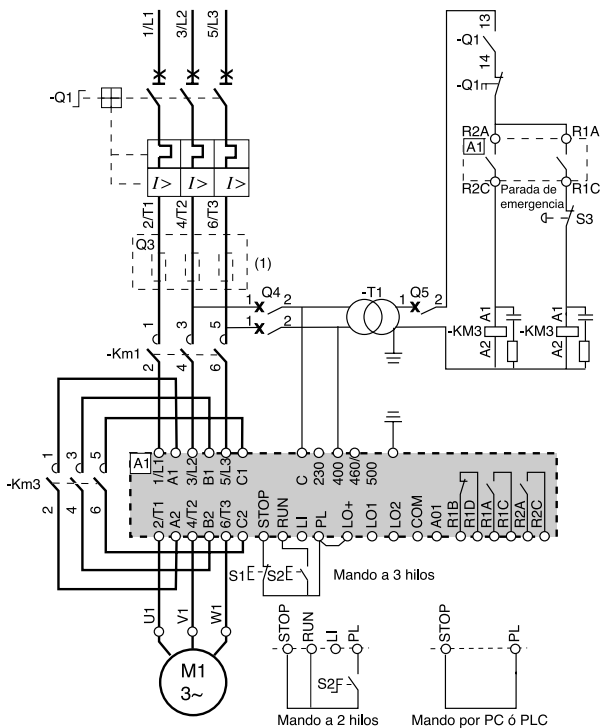 1/L1 3/L2 5/L3
13
-Q1
14
-Q1
-Q1
R2A R1A
A1
R2C R1C
Parada de
emergencia
S3
I> I> I>
2/T1 4/T2 6/T3
Q3
(1)
1 Q4 2
1 2
-T1
1 Q5 2
1 3 5
-Km1
2 4 6
A1 A1
-KM3 -KM3
A2 A2
1 3 5
-Km3
2 4 6
A1
1/L1 A1 3/L2 B1 5/L3 C1
C 230 400 460/ 500
2/T1 A2 4/T2 B2 6/T3 C2
STOP RUN LI PL LO+ LO1 LO2 COM A01 R1B R1D R1A R1C R2A R2C
S1 S2
Mando a 3 hilos
U1 V1 W1
M1
3~
STOP RUN LI PL
S2
Mando a 2 hilos
STOP PL
Mando por PC ó PLC